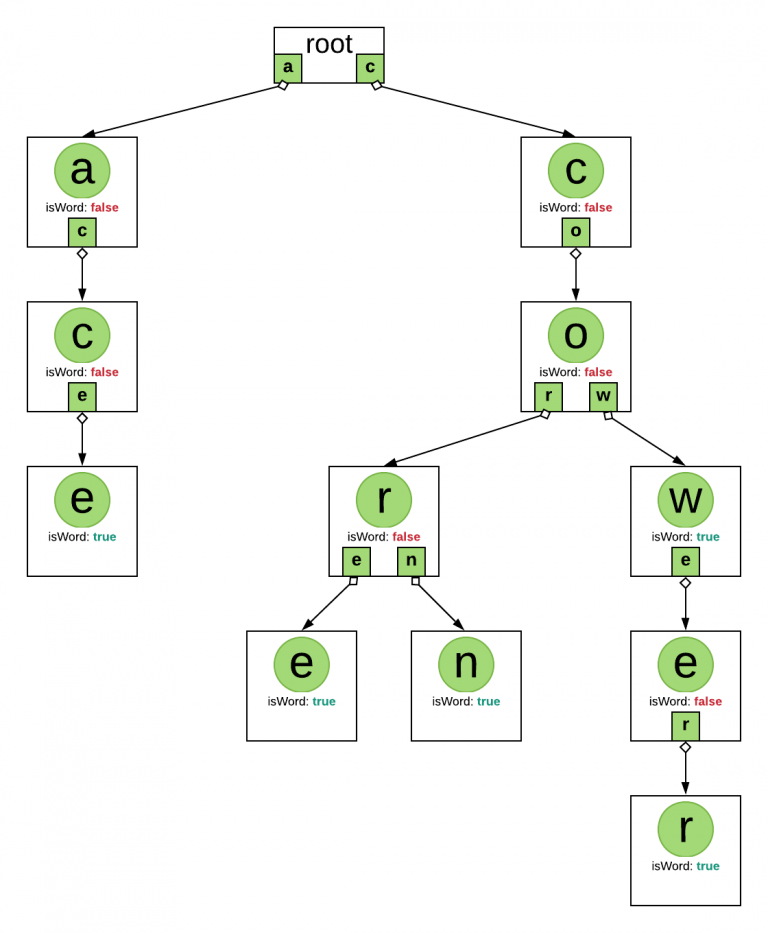 root
a c
a c
isWord: false isWord: false
c o
c o
isWord: false isWord: false
e r w
e r w
isWord: true isWord: false isWord: true
e n e
e n e
isWord: true isWord: true isWord: false
r
r
isWord: true